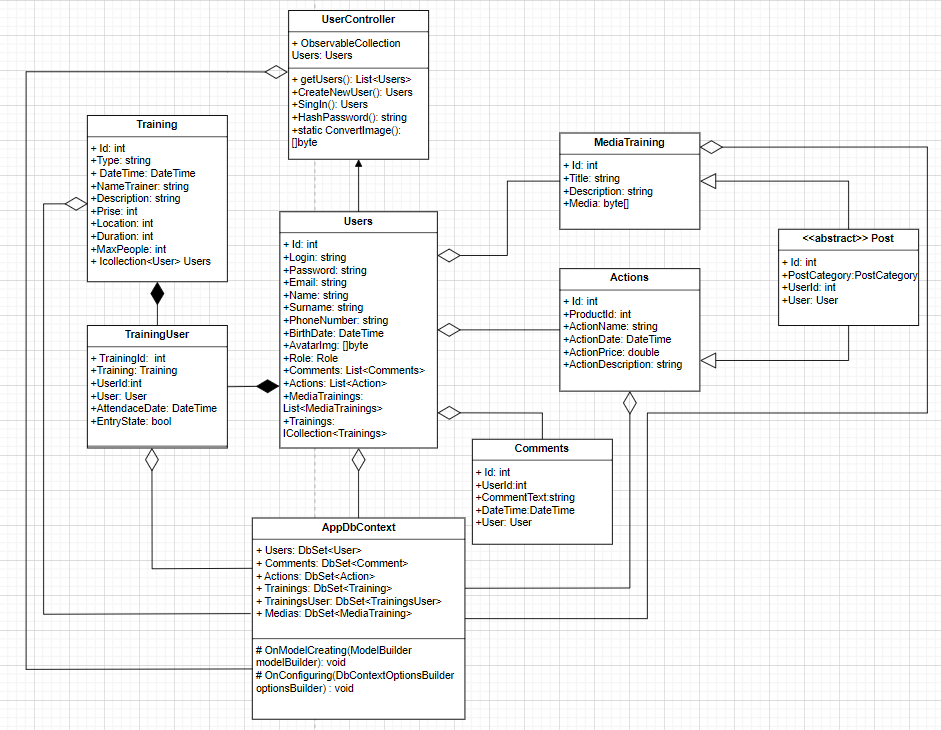 UserController
+ ObservableCollection
Users: Users
+ getUsers(): List<Users>
+CreateNewUser(): Users
+SingIn(): Users
+HashPassword(): string
+static ConvertImage():
[]byte
Training
+ Id: int
+Type: string
+ DateTime: DateTime
+NameTrainer: string
+Description: string
+Prise: int
+Location: int
+Duration: int
+MaxPeople: int
+ Icollection<User> Users
MediaTraining
+ Id: int
+Title: string
+Description: string
+Media: byte[]
Users
+ Id: int
+Login: string
+Password: string
+Email: string
+Name: string
+Surname: string
+PhoneNumber: string
+BirthDate: DateTime
+AvatarImg: []byte
+Role: Role
+Comments: List<Comments>
+Actions: List<Action>
+MediaTrainings:
List<MediaTrainings>
+Trainings:
ICollection<Trainings>
<<abstract>> Post
+ Id: int
+PostCategory:PostCategory
+UserId: int
+User: User
Actions
+ Id: int
+ProductId: int
+ActionName: string
+ActionDate: DateTime
+ActionPrice: double
+ActionDescription: string
TrainingUser
+ TrainingId:  int
+Training: Training
+UserId:int
+User: User
+AttendaceDate: DateTime
+EntryState: bool
Comments
+ Id: int
+UserId:int
+CommentText:string
+DateTime:DateTime
+User: User
AppDbContext
+ Users: DbSet<User>
+ Comments: DbSet<Comment>
+ Actions: DbSet<Action>
+ Trainings: DbSet<Training>
+ TrainingsUser: DbSet<TrainingsUser>
+ Medias: DbSet<MediaTraining>
# OnModelCreating(ModelBuilder
modelBuilder): void
# OnConfiguring(DbContextOptionsBuilder
optionsBuilder) : void